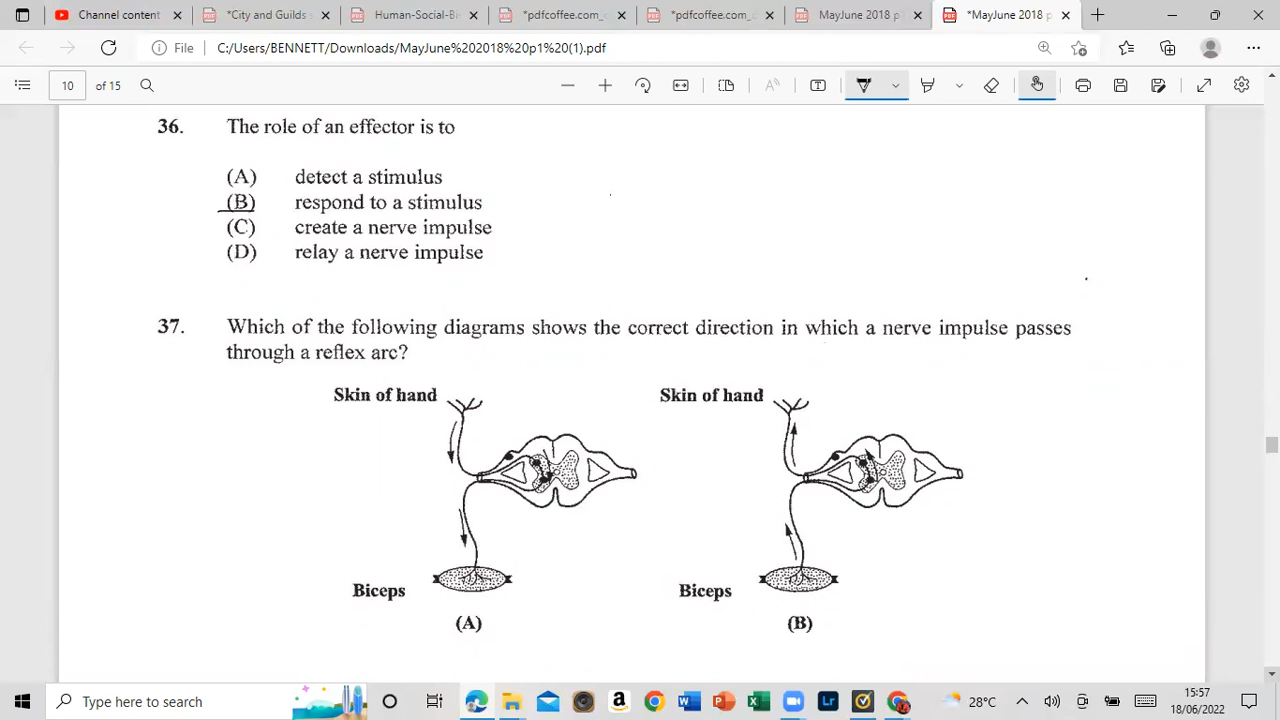 Channel content
*City and Guilds s
Human-Social-Bi
*pdfcoffee.com_c
*pdfcoffee.com_c
MayJune 2018 p
*MayJune 2018 p
File
C:/Users/BENNETT/Downloads/MayJune%202018%20p1%20(1).pdf
10 of 15
36. The role of an effector is to
(A) detect a stimulus
(B) respond to a stimulus
(C) create a nerve impulse
(D) relay a nerve impulse
37. Which of the following diagrams shows the correct direction in which a nerve impulse passes
through a reflex arc?
Skin of hand
Skin of hand
Biceps
Biceps
(A)
(B)
Type here to search
28°C
15:57
18/06/2022